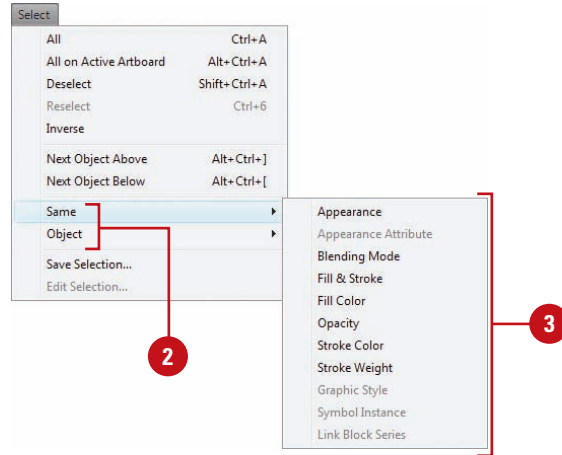 Select
All Ctrl+A
All on Active Artboard Alt+Ctrl+A
Deselect Shift+Ctrl+A
Reselect Ctrl+6
Inverse
Next Object Above Alt+Ctrl+]
Next Object Below Alt+Ctrl+[
Same
Object
Save Selection...
Edit Selection...
2
Appearance
Appearance Attribute
Blending Mode
Fill & Stroke
Fill Color
Opacity
Stroke Color
Stroke Weight
Graphic Style
Symbol Instance
Link Block Series
3